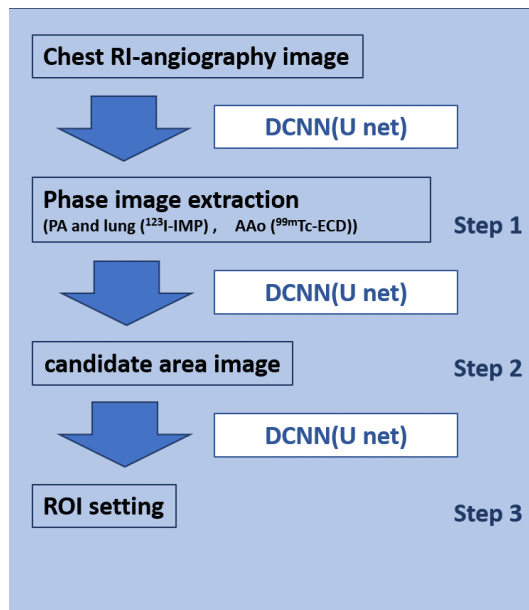 Chest RI-angiography image
DCNN(U net)
Phase image extraction
(PA and lung (¹²³I-IMP) , AAo (⁹⁹ᵐTc-ECD))
Step 1
DCNN(U net)
candidate area image
Step 2
DCNN(U net)
ROI setting
Step 3